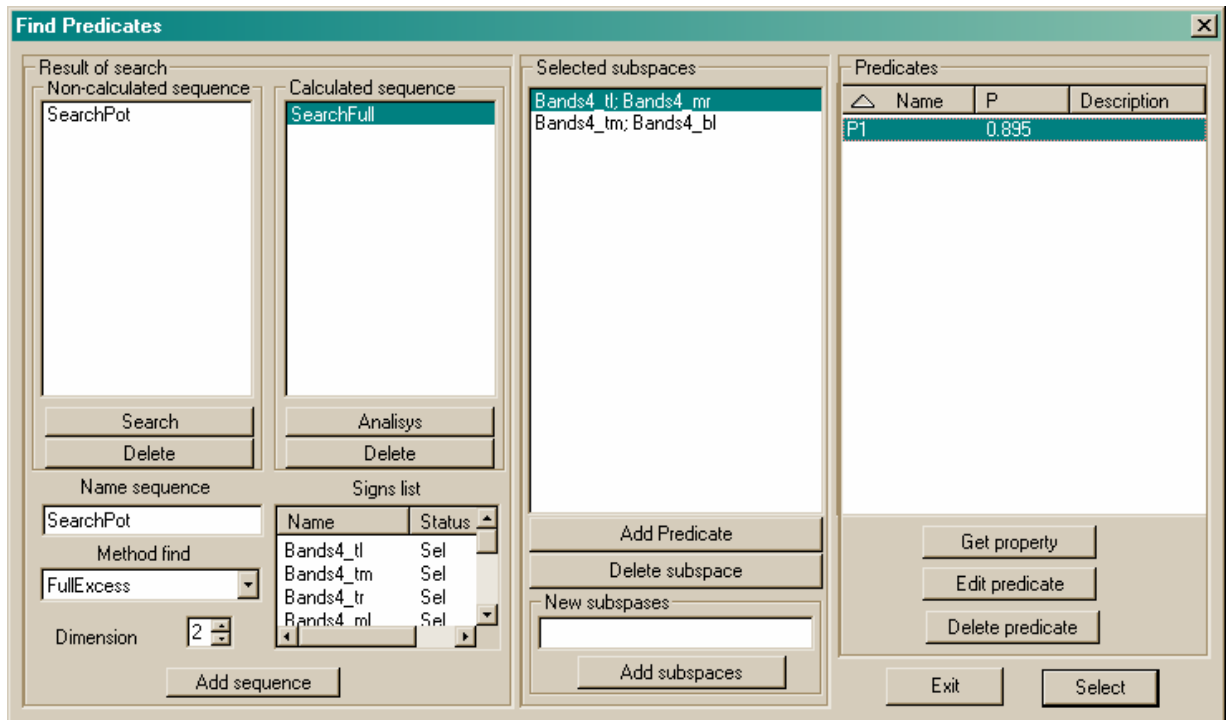 Find Predicates
Result of search
Non-calculated sequence
SearchPot
Search
Delete
Calculated sequence
SearchFull
Analisys
Delete
Name sequence
SearchPot
Method find
FullExcess
Dimension 2
Signs list
Name Status
Bands4_tl Sel
Bands4_tm Sel
Bands4_tr Sel
Bands4_ml Sel
Add sequence
Selected subspaces
Bands4_tl; Bands4_mr
Bands4_tm; Bands4_bl
Add Predicate
Delete subspace
New subspases
Add subspaces
Predicates
Name P Description
P1 0.895
Get property
Edit predicate
Delete predicate
Exit
Select